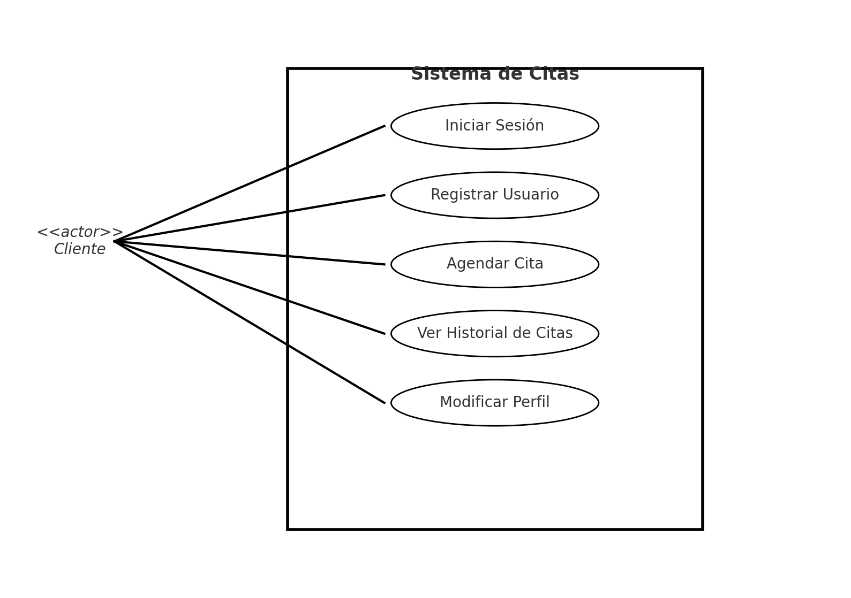 Sistema de Citas
Iniciar Sesión
Registrar Usuario
<<actor>>
Cliente
Agendar Cita
Ver Historial de Citas
Modificar Perfil